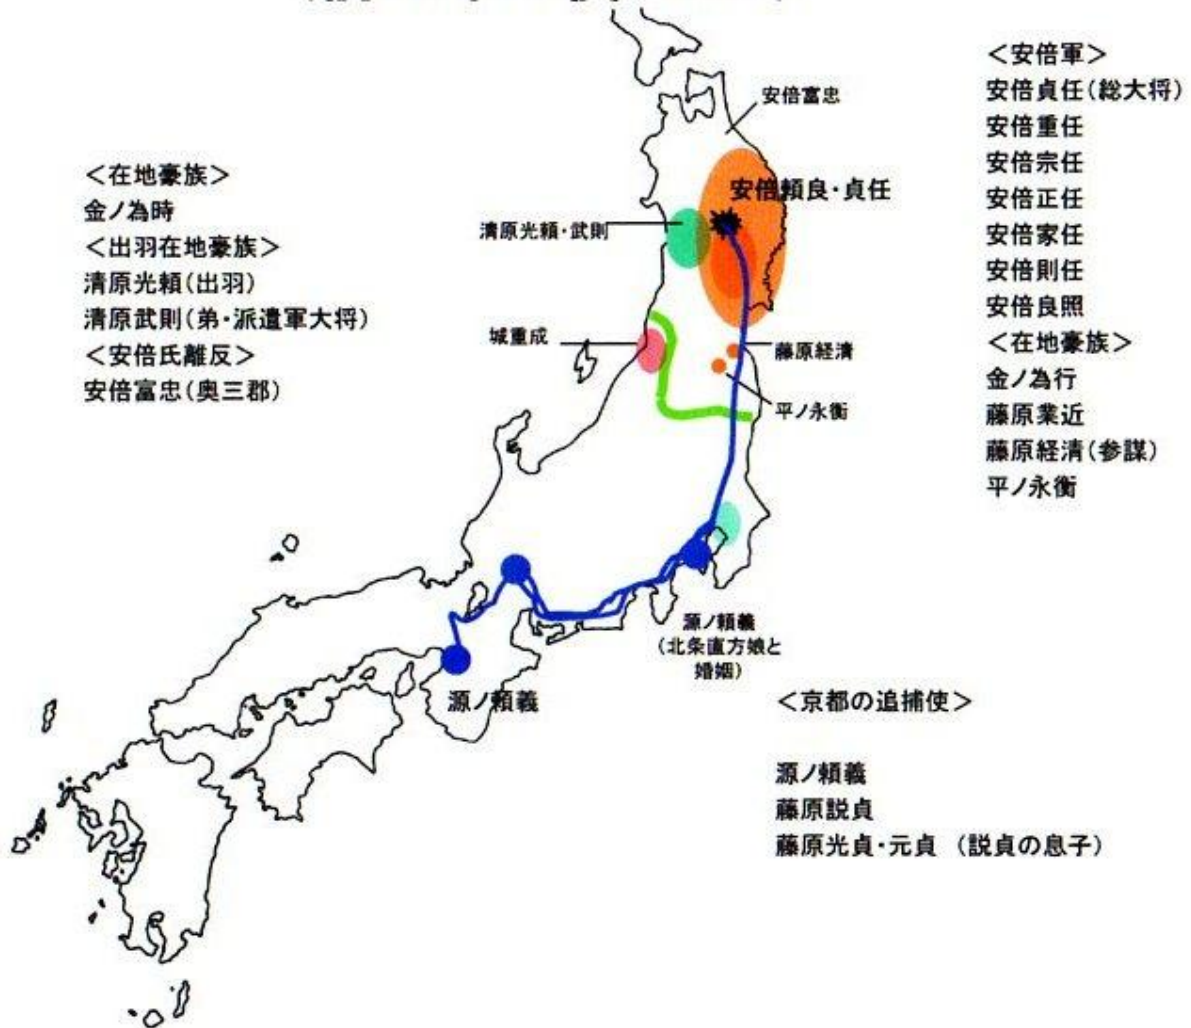 <安倍軍>
安倍貞任(総大将)
安倍重任
安倍宗任
安倍正任
安倍家任
安倍則任
安倍良照
<在地豪族>
金ノ為行
藤原業近
藤原経清(参謀)
平ノ永衡
<在地豪族>
金ノ為時
<出羽在地豪族>
清原光頼(出羽)
清原武則(弟・派遣軍大将)
<安倍氏離反>
安倍富忠(奥三郡)
安倍富忠
安倍頼良・貞任
清原光頼・武則
城重成
藤原経清
平ノ永衡
源ノ頼義
(北条直方娘と
婚姻)
源ノ頼義
<京都の追捕使>
源ノ頼義
藤原説貞
藤原光貞・元貞 (説貞の息子)